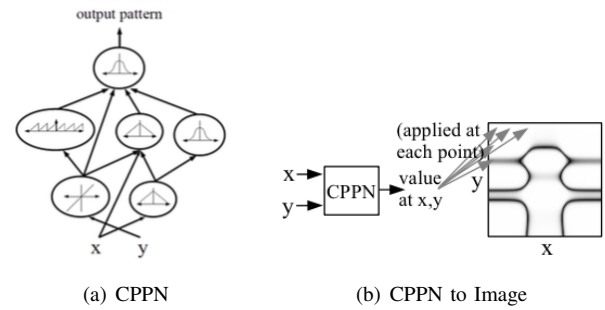 output pattern
x y
(a) CPPN
x
y
CPPN
value
at x,y
(applied at
each point)
y
x
(b) CPPN to Image